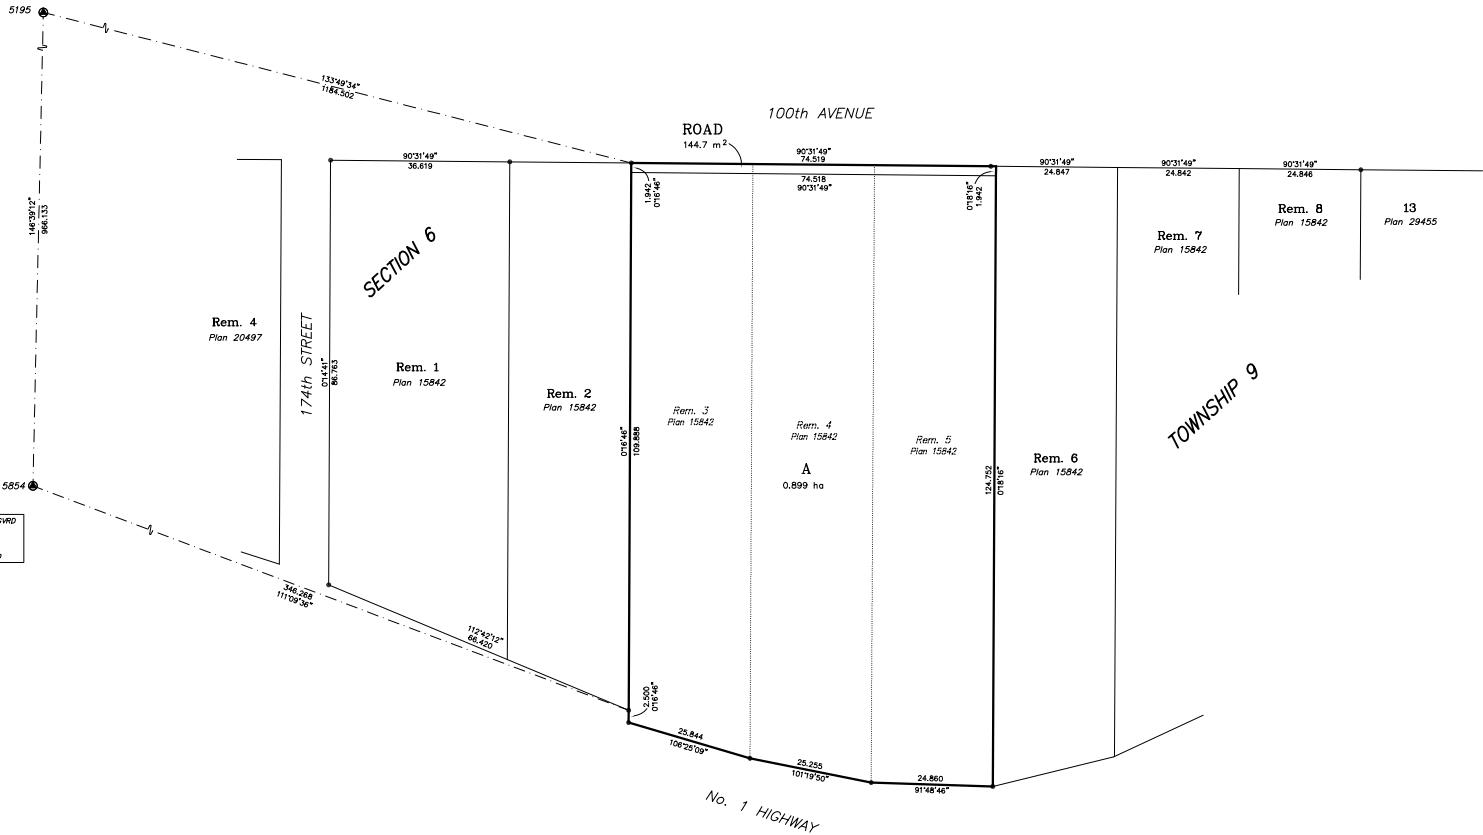 5195
133°49'34"
1184.502
100th AVENUE
ROAD
144.7 m²
90°31'49"
36.619
90°31'49"
74.519
74.518
90°31'49"
90°31'49"
24.847
90°31'49"
24.842
90°31'49"
24.846
1.942
0°16'46"
0°18'16"
1.942
146°39'12"
966.133
SECTION 6
Rem. 7
Plan 15842
Rem. 8
Plan 15842
13
Plan 29455
Rem. 4
Plan 20497
174th STREET
0°14'41"
86.763
Rem. 1
Plan 15842
Rem. 2
Plan 15842
0°16'46"
109.888
Rem. 3
Plan 15842
Rem. 4
Plan 15842
A
0.899 ha
Rem. 5
Plan 15842
124.752
0°18'16"
Rem. 6
Plan 15842
TOWNSHIP 9
5854
GVRD
346.268
111°09'36"
112°42'12"
66.420
2.500
0°16'46"
25.844
106°25'09"
25.255
101°19'50"
24.860
91°48'46"
No. 1 HIGHWAY